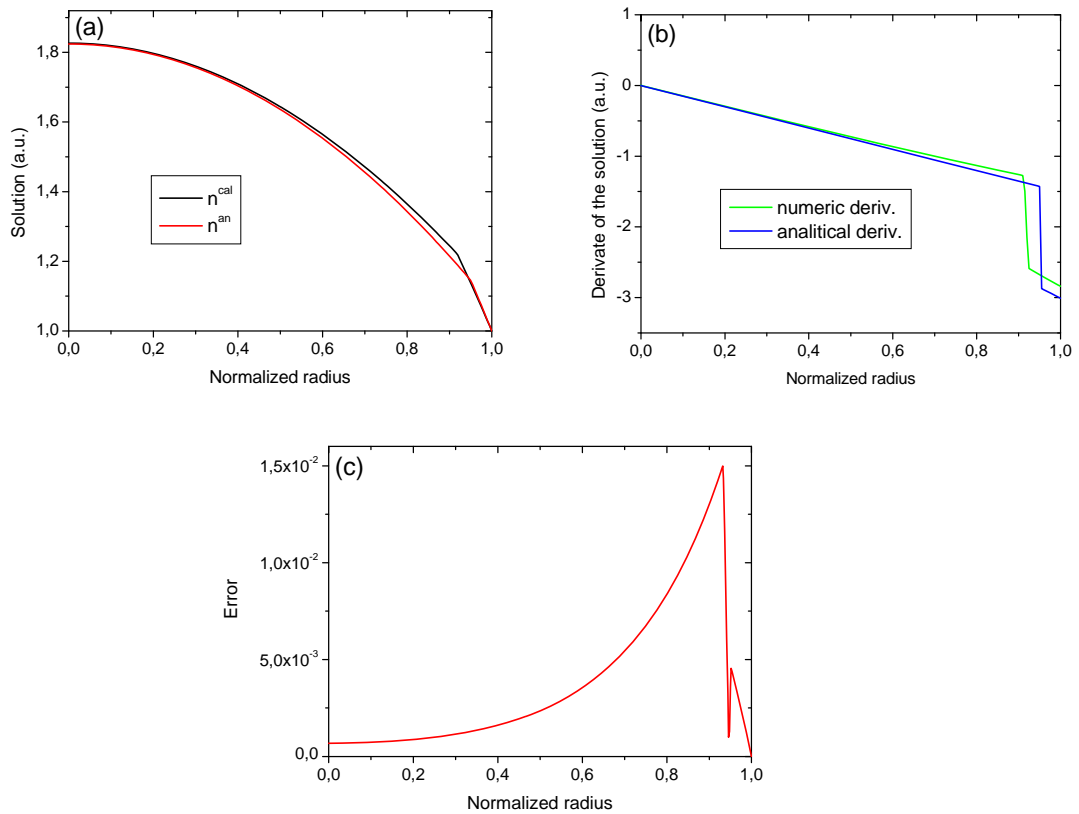 (a)
Solution (a.u.)
1,8
1,6
1,4
1,2
1,0
n^cal
n^an
0,0 0,2 0,4 0,6 0,8 1,0
Normalized radius
(b)
Derivate of the solution (a.u.)
1
0
-1
-2
-3
numeric deriv.
analitical deriv.
0,0 0,2 0,4 0,6 0,8 1,0
Normalized radius
(c)
Error
1,5x10^-2
1,0x10^-2
5,0x10^-3
0,0
0,0 0,2 0,4 0,6 0,8 1,0
Normalized radius